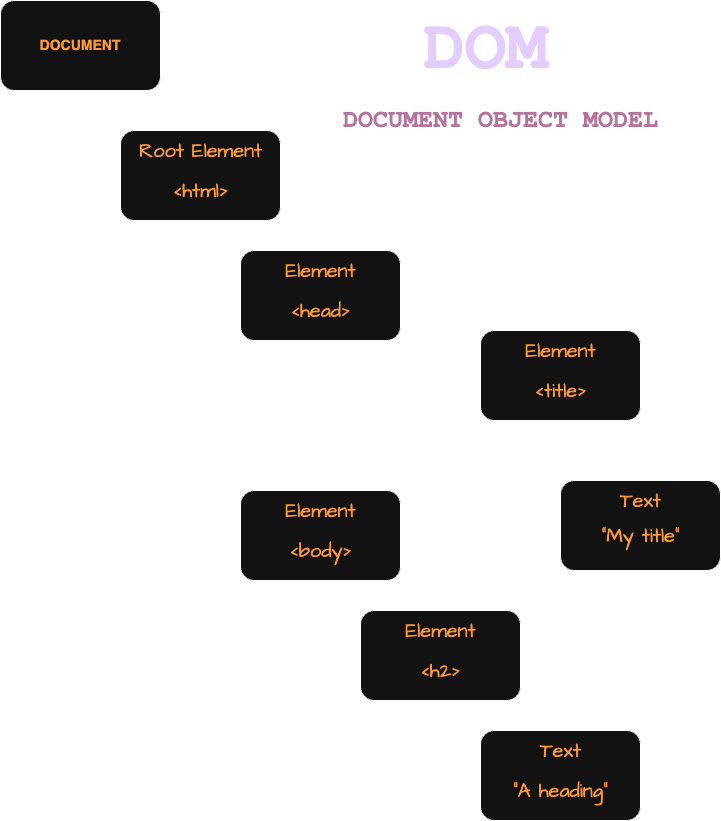 DOCUMENT
DOM
DOCUMENT OBJECT MODEL
Root Element
<html>
Element
<head>
Element
<title>
Element
<body>
Text
"My title"
Element
<h2>
Text
"A heading"